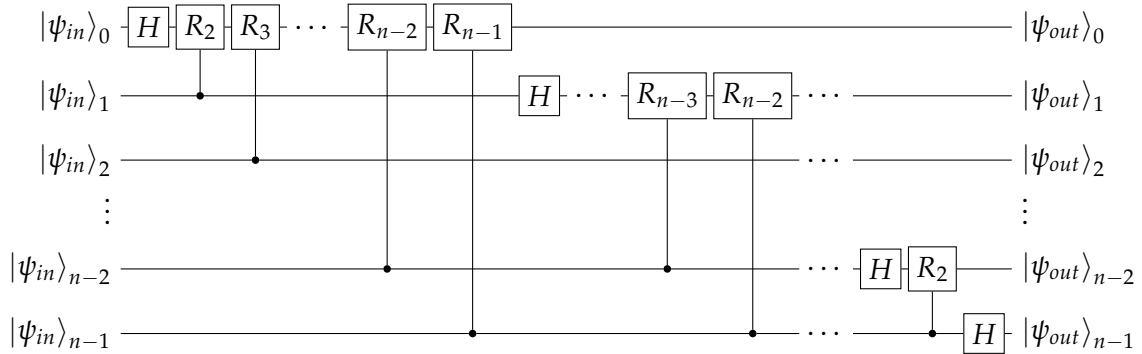 |ψ_in⟩_0 H R_2 R_3 ⋯ R_{n−2} R_{n−1} |ψ_out⟩_0
|ψ_in⟩_1 H ⋯ R_{n−3} R_{n−2} ⋯ |ψ_out⟩_1
|ψ_in⟩_2 ⋯ |ψ_out⟩_2
⋮ ⋮
|ψ_in⟩_{n−2} ⋯ H R_2 |ψ_out⟩_{n−2}
|ψ_in⟩_{n−1} ⋯ H |ψ_out⟩_{n−1}